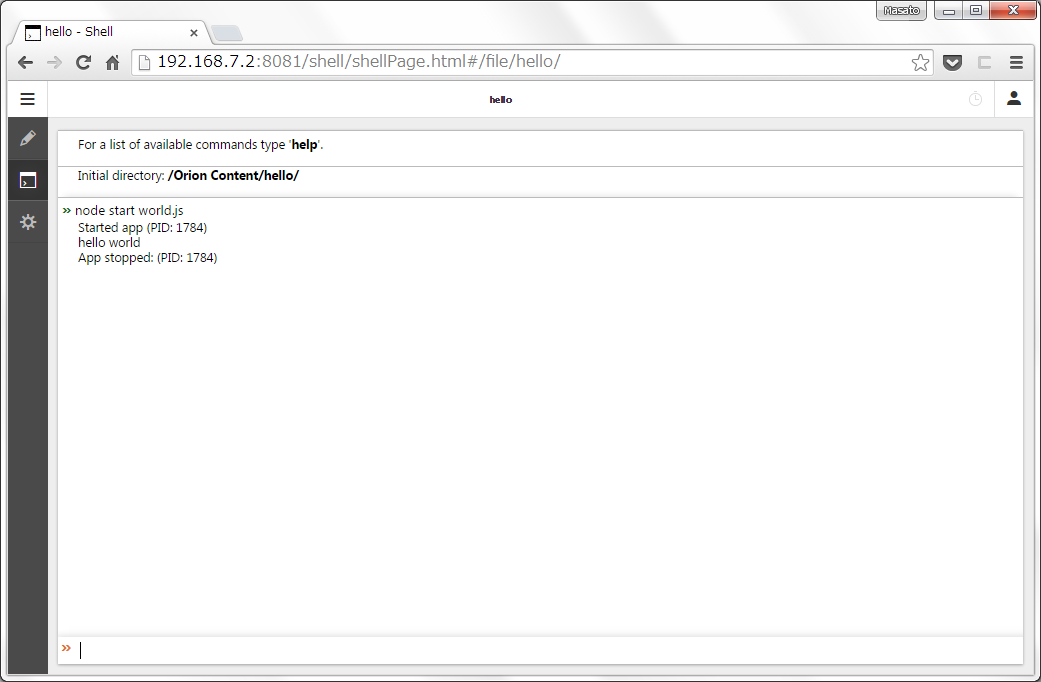 Masato
hello - Shell
192.168.7.2:8081/shell/shellPage.html#/file/hello/
hello
For a list of available commands type 'help'.
Initial directory: /Orion Content/hello/
» node start world.js
Started app (PID: 1784)
hello world
App stopped: (PID: 1784)
»